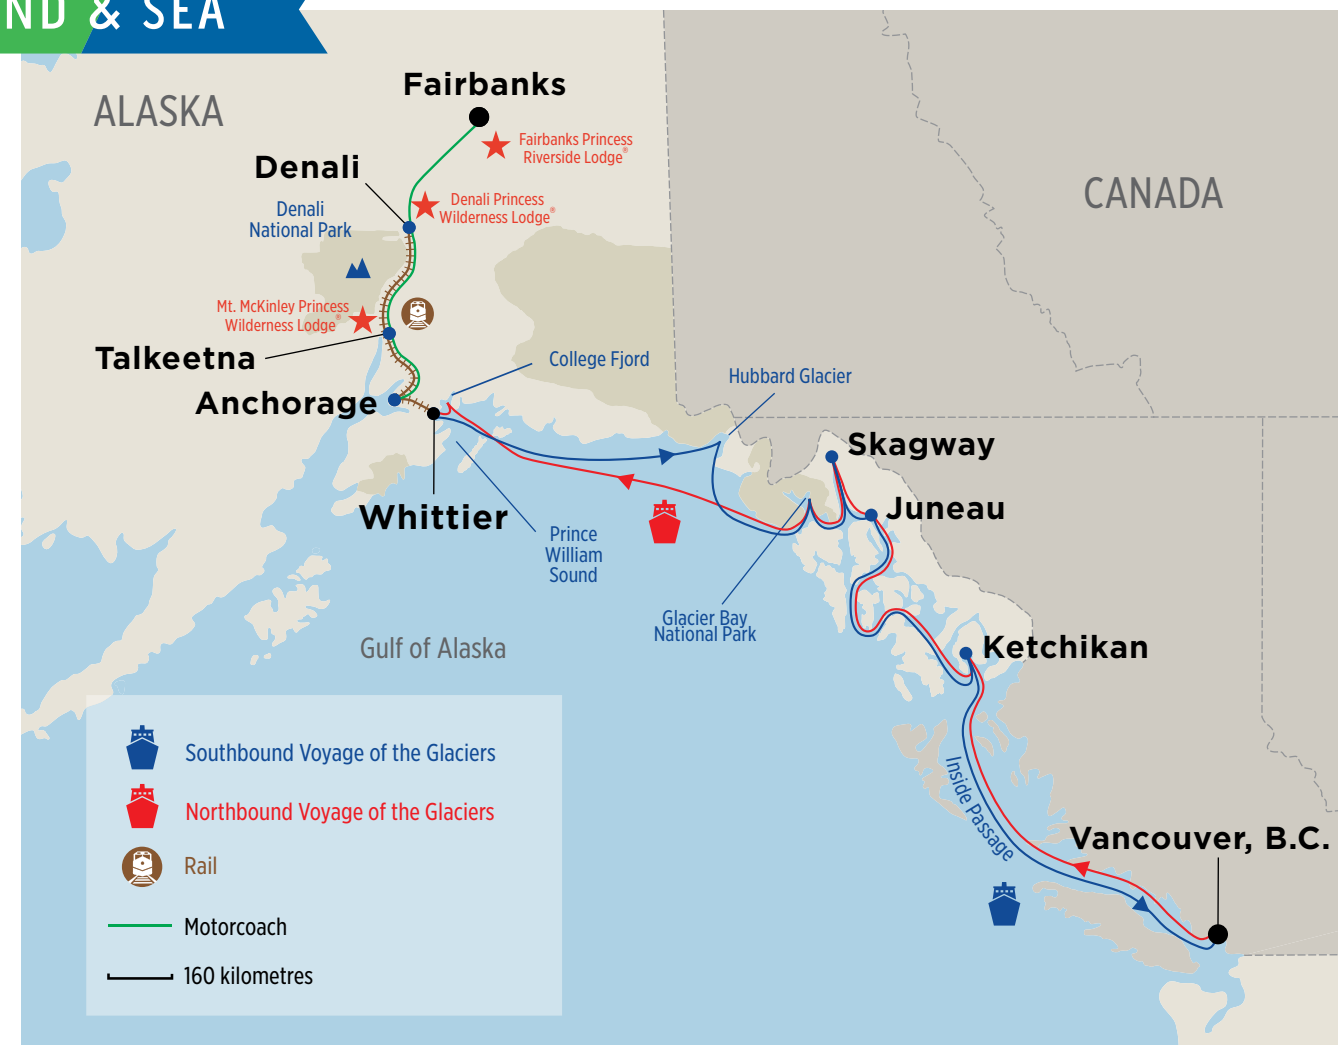 ND & SEA
ALASKA
Fairbanks
Fairbanks Princess
Riverside Lodge®
Denali
Denali Princess
Wilderness Lodge®
Denali
National Park
CANADA
Mt. McKinley Princess
Wilderness Lodge®
Talkeetna
College Fjord
Hubbard Glacier
Anchorage
Skagway
Whittier
Juneau
Prince
William
Sound
Glacier Bay
National Park
Gulf of Alaska
Ketchikan
Inside Passage
Vancouver, B.C.
Southbound Voyage of the Glaciers
Northbound Voyage of the Glaciers
Rail
Motorcoach
160 kilometres